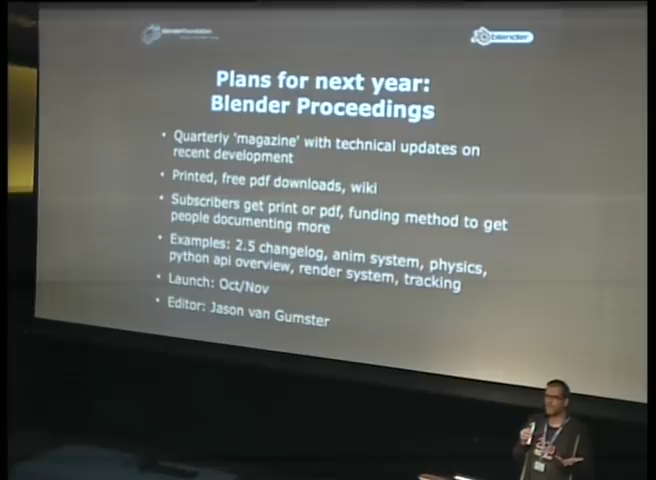 blender
Plans for next year:
Blender Proceedings
• Quarterly 'magazine' with technical updates on
recent development
• Printed, free pdf downloads, wiki
• Subscribers get print or pdf, funding method to get
people documenting more
• Examples: 2.5 changelog, anim system, physics,
python api overview, render system, tracking
• Launch: Oct/Nov
• Editor: Jason van Gumster